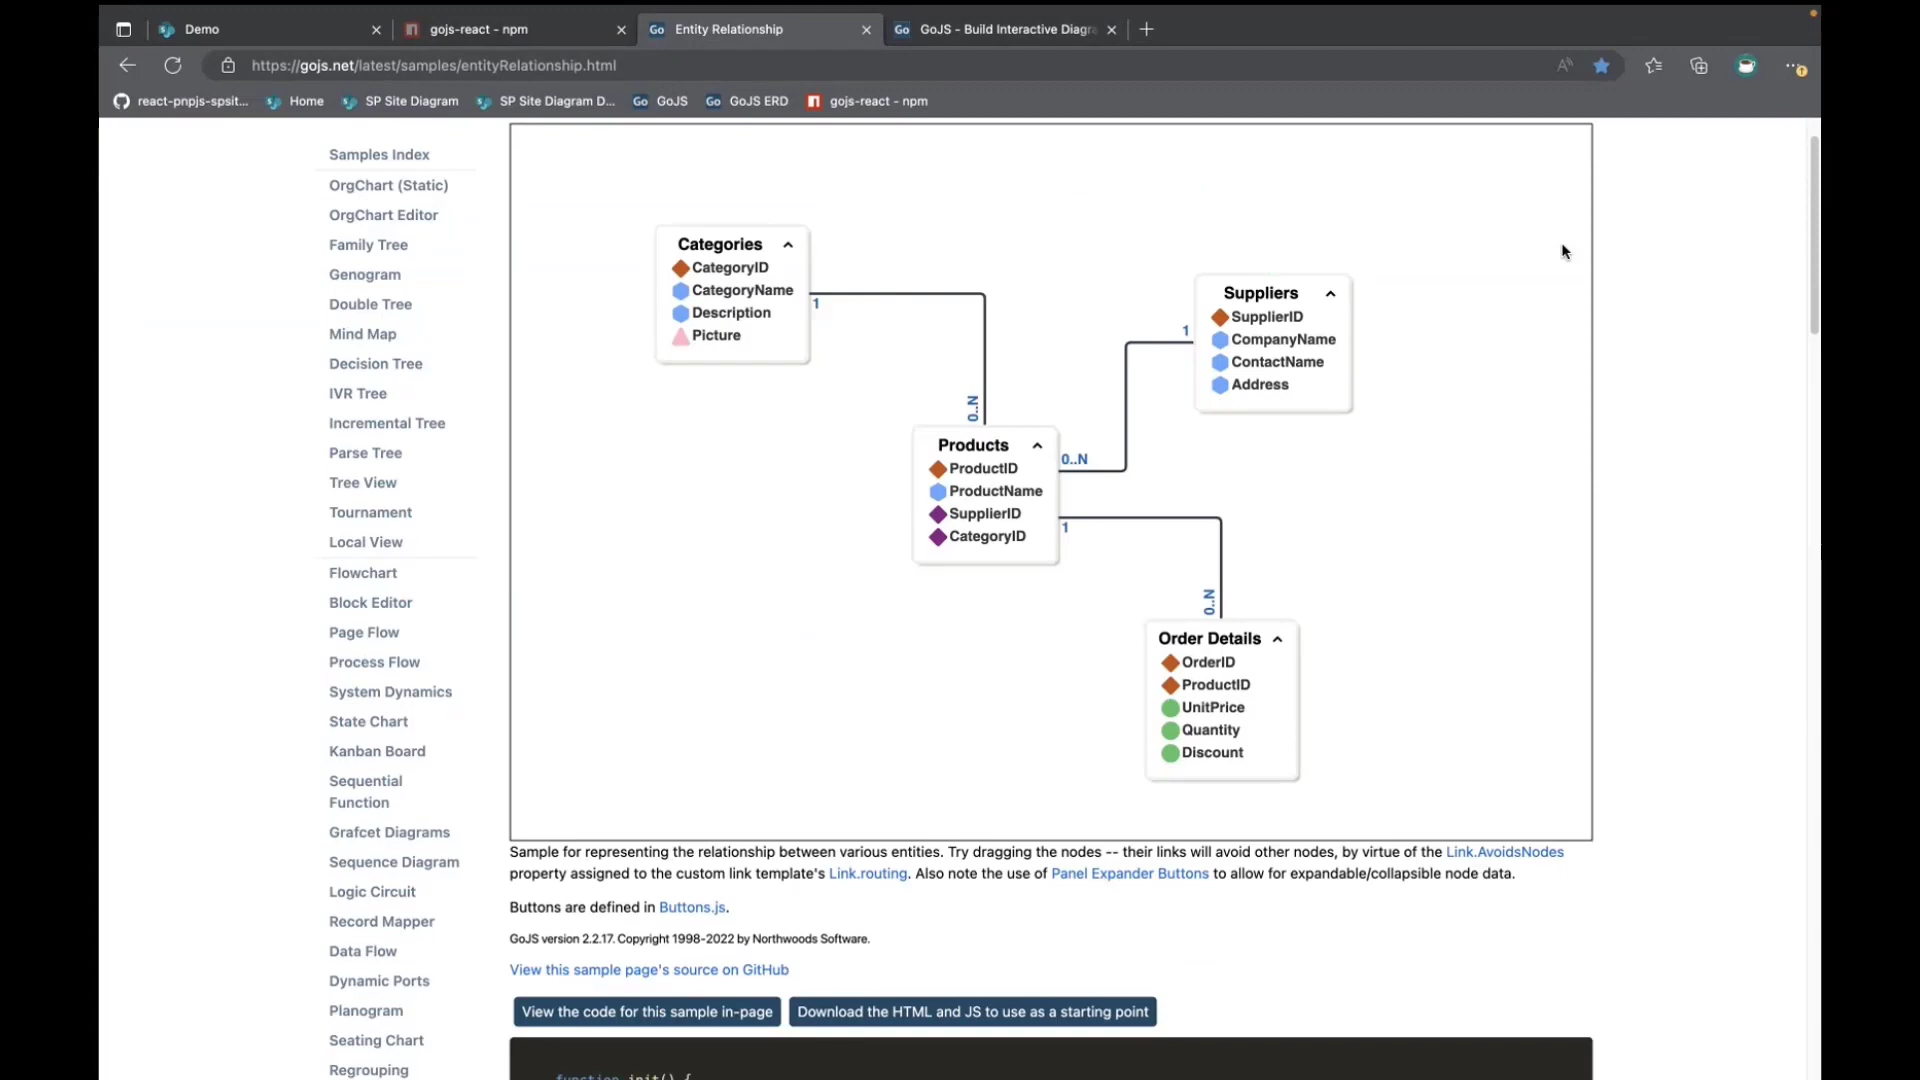 Demo
gojs-react - npm
Entity Relationship
GoJS - Build Interactive Diagra
https://gojs.net/latest/samples/entityRelationship.html
react-pnpjs-spsit...
Home
SP Site Diagram
SP Site Diagram D...
GoJS
GoJS ERD
gojs-react - npm
Samples Index
OrgChart (Static)
OrgChart Editor
Family Tree
Genogram
Double Tree
Mind Map
Decision Tree
IVR Tree
Incremental Tree
Parse Tree
Tree View
Tournament
Local View
Flowchart
Block Editor
Page Flow
Process Flow
System Dynamics
State Chart
Kanban Board
Sequential
Function
Grafcet Diagrams
Sequence Diagram
Logic Circuit
Record Mapper
Data Flow
Dynamic Ports
Planogram
Seating Chart
Regrouping
Categories
CategoryID
CategoryName
Description
Picture
1
0..N
Suppliers
SupplierID
CompanyName
ContactName
Address
1
0..N
Products
ProductID
ProductName
SupplierID
CategoryID
1
0..N
Order Details
OrderID
ProductID
UnitPrice
Quantity
Discount
Sample for representing the relationship between various entities. Try dragging the nodes -- their links will avoid other nodes, by virtue of the Link.AvoidsNodes
property assigned to the custom link template's Link.routing. Also note the use of Panel Expander Buttons to allow for expandable/collapsible node data.
Buttons are defined in Buttons.js.
GoJS version 2.2.17. Copyright 1998-2022 by Northwoods Software.
View this sample page's source on GitHub
View the code for this sample in-page
Download the HTML and JS to use as a starting point
function init() {